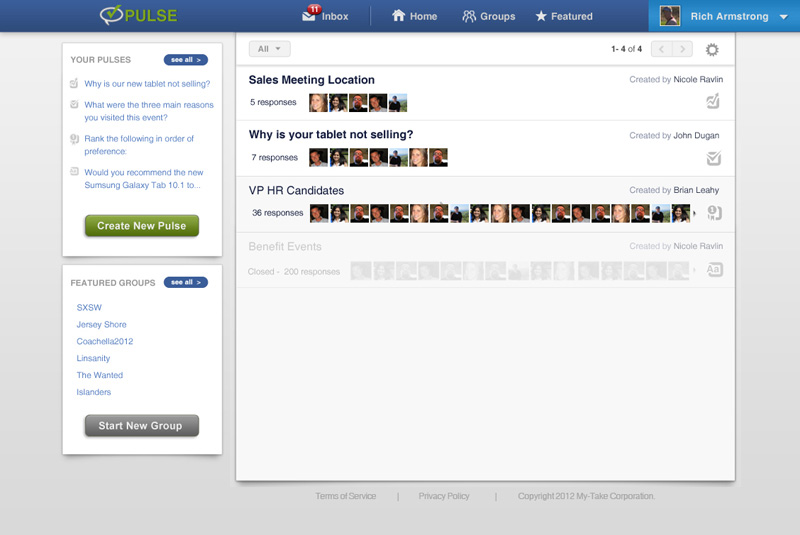 PULSE
11
Inbox
Home
Groups
Featured
Rich Armstrong
YOUR PULSES
see all >
Why is our new tablet not selling?
What were the three main reasons
you visited this event?
Rank the following in order of
preference:
Would you recommend the new
Sumsung Galaxy Tab 10.1 to...
Create New Pulse
FEATURED GROUPS
see all >
SXSW
Jersey Shore
Coachella2012
Linsanity
The Wanted
Islanders
Start New Group
All
1- 4 of 4
Sales Meeting Location
Created by Nicole Ravlin
5 responses
Why is your tablet not selling?
Created by John Dugan
7 responses
VP HR Candidates
Created by Brian Leahy
36 responses
Benefit Events
Created by Nicole Ravlin
Closed - 200 responses
Aa
Terms of Service | Privacy Policy | Copyright 2012 My-Take Corporation.